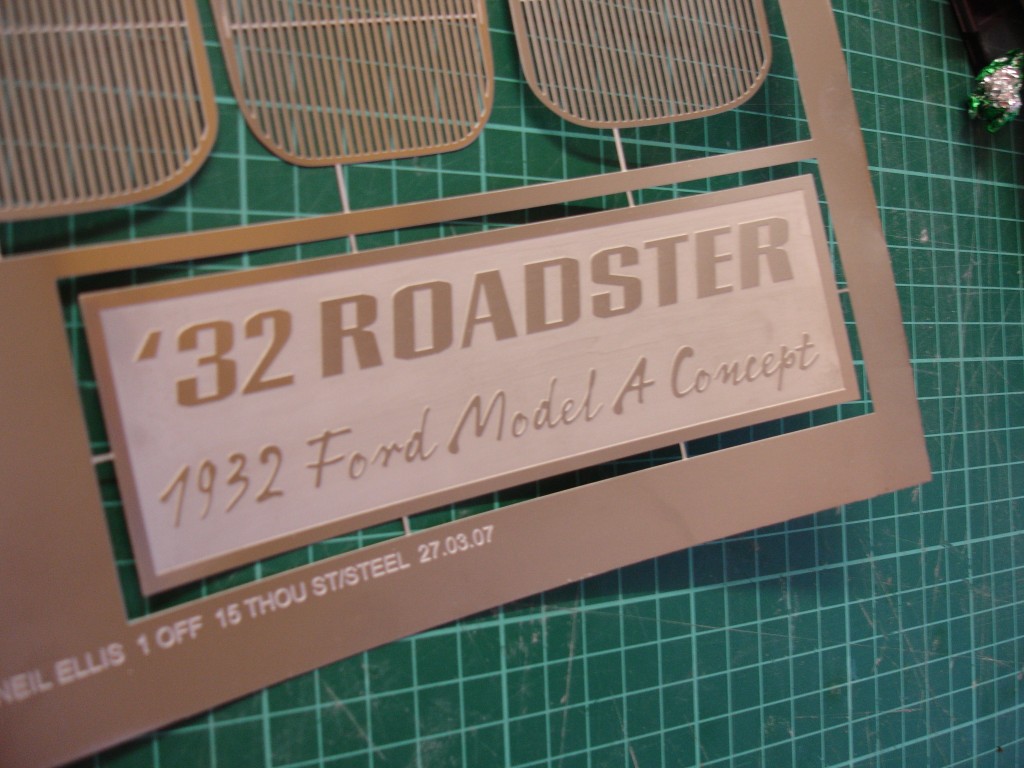 '32 ROADSTER
1932 Ford Model A Concept
NEIL ELLIS 1 OFF 15 THOU ST/STEEL 27.03.07